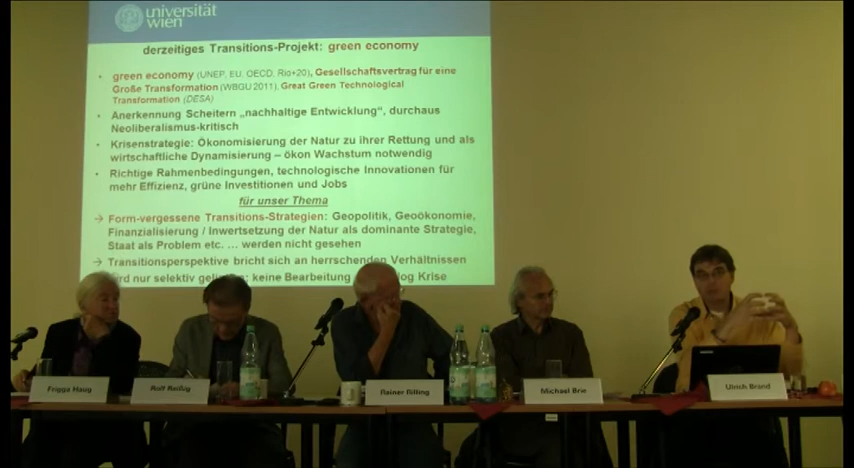 universität
wien
derzeitiges Transitions-Projekt: green economy
• green economy (UNEP, EU, OECD, Rio+20), Gesellschaftsvertrag für eine
Große Transformation (WBGU 2011), Great Green Technological
Transformation (DESA)
• Anerkennung Scheitern „nachhaltige Entwicklung“, durchaus
Neoliberalismus-kritisch
• Krisenstrategie: Ökonomisierung der Natur zu ihrer Rettung und als
wirtschaftliche Dynamisierung – ökon Wachstum notwendig
• Richtige Rahmenbedingungen, technologische Innovationen für
mehr Effizienz, grüne Investitionen und Jobs
für unser Thema
→ Form-vergessene Transitions-Strategien: Geopolitik, Geoökonomie,
Finanzialisierung / Inwertsetzung der Natur als dominante Strategie,
Staat als Problem etc. … werden nicht gesehen
→ Transitionsperspektive bricht sich an herrschenden Verhältnissen
wird nur selektiv keine Bearbeitung Krise
Frigga Haug
Rolf Reißig
Rainer Rilling
Michael Brie
Ulrich Brand